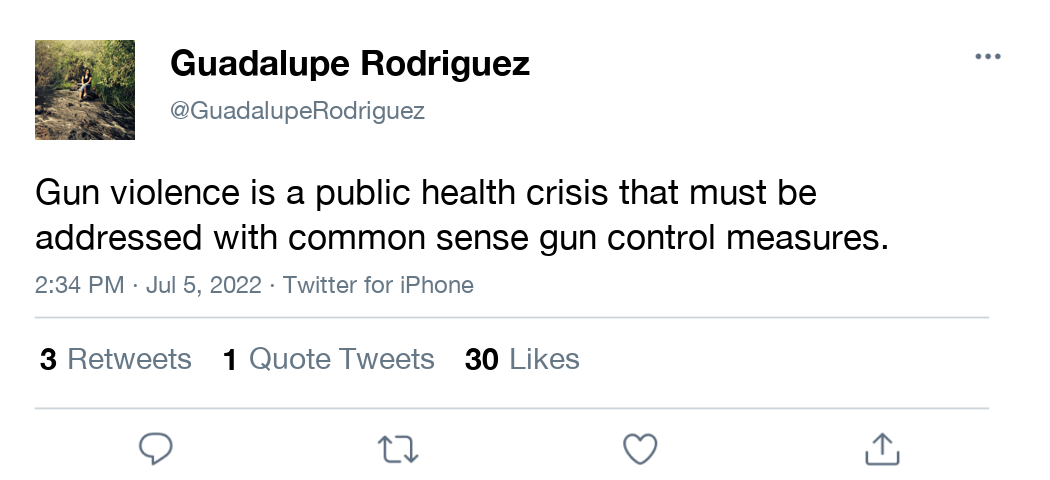 Guadalupe Rodriguez
@GuadalupeRodriguez
Gun violence is a public health crisis that must be
addressed with common sense gun control measures.
2:34 PM · Jul 5, 2022 · Twitter for iPhone
3 Retweets 1 Quote Tweets 30 Likes